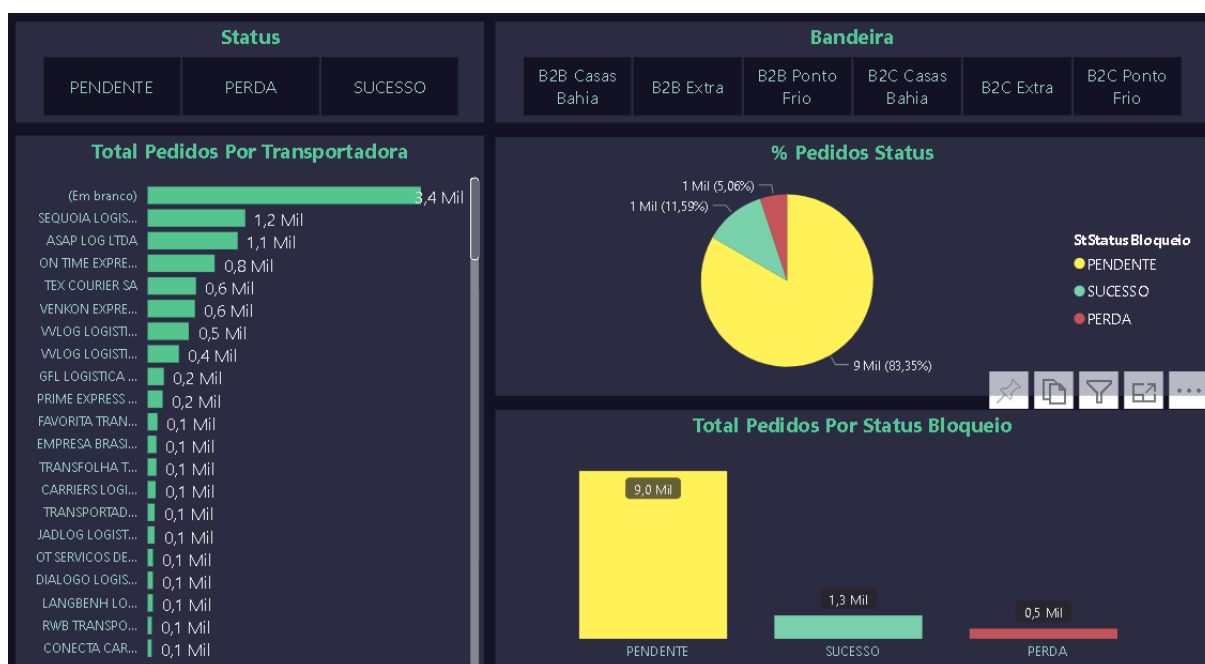 Status
PENDENTE
PERDA
SUCESSO
Bandeira
B2B Casas
Bahia
B2B Extra
B2B Ponto
Frio
B2C Casas
Bahia
B2C Extra
B2C Ponto
Frio
Total Pedidos Por Transportadora
(Em branco) 3,4 Mil
SEQUOIA LOGIS... 1,2 Mil
ASAP LOG LTDA 1,1 Mil
ON TIME EXPRE... 0,8 Mil
TEX COURIER SA 0,6 Mil
VENKON EXPRE... 0,6 Mil
VVLOG LOGISTI... 0,5 Mil
VVLOG LOGISTI... 0,4 Mil
GFL LOGISTICA ... 0,2 Mil
PRIME EXPRESS ... 0,2 Mil
FAVORITA TRAN... 0,1 Mil
EMPRESA BRASI... 0,1 Mil
TRANSFOLHA T... 0,1 Mil
CARRIERS LOGI... 0,1 Mil
TRANSPORTAD... 0,1 Mil
JADLOG LOGIST... 0,1 Mil
OT SERVICOS DE... 0,1 Mil
DIALOGO LOGIS... 0,1 Mil
LANGBENH LO... 0,1 Mil
RWB TRANSPO... 0,1 Mil
CONECTA CAR... 0,1 Mil
% Pedidos Status
1 Mil (5,06%)
1 Mil (11,59%)
9 Mil (83,35%)
StStatusBloqueio
PENDENTE
SUCESSO
PERDA
Total Pedidos Por Status Bloqueio
9,0 Mil
1,3 Mil
0,5 Mil
PENDENTE
SUCESSO
PERDA